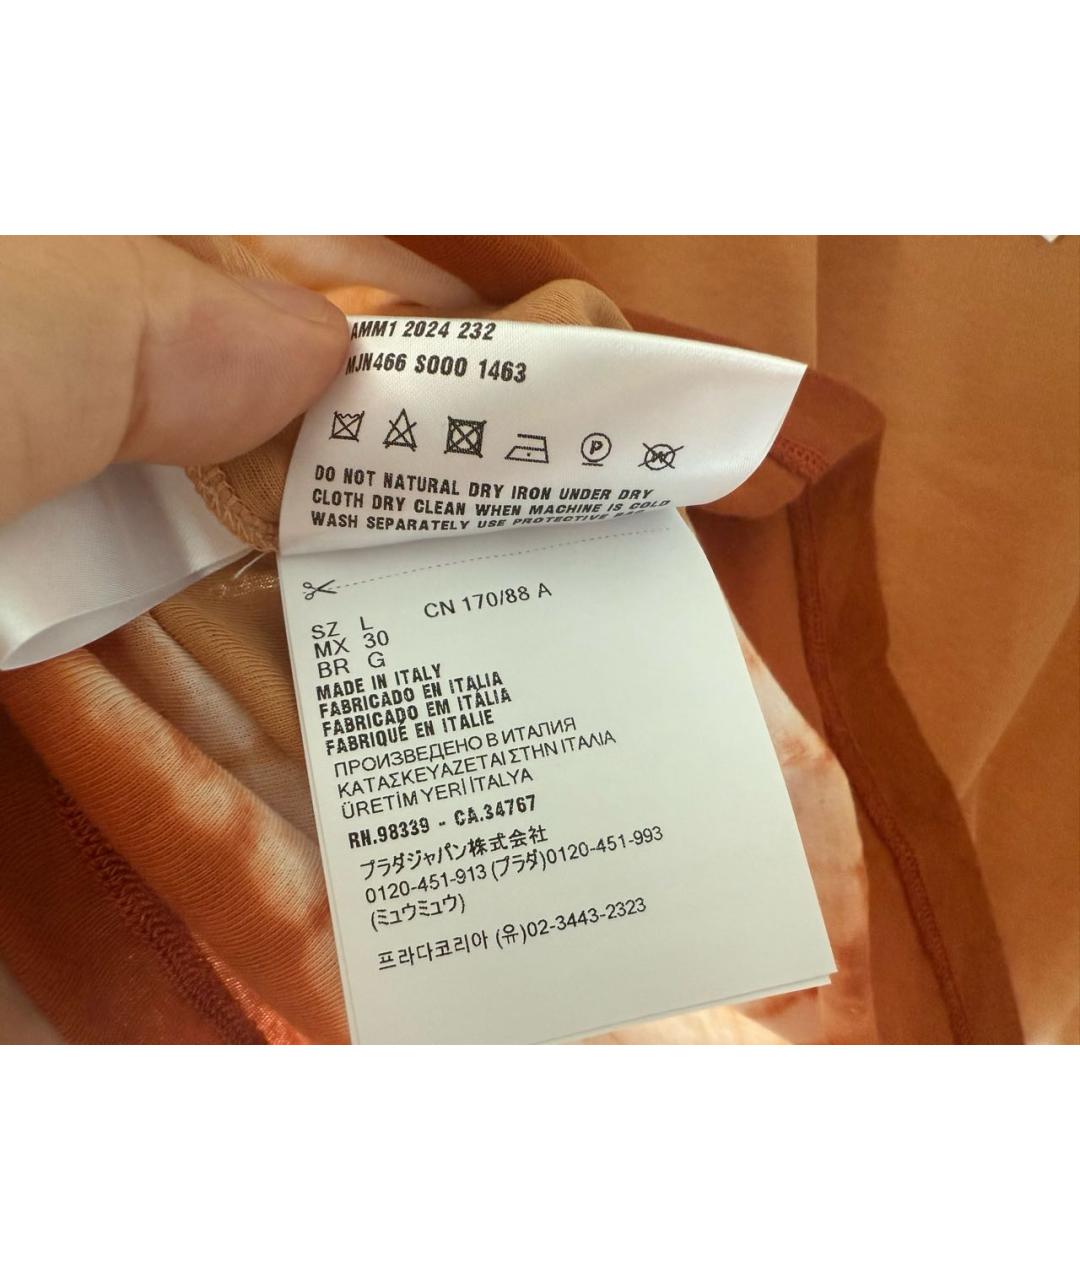 AMM1 2024 232
MJN466 S000 1463
P
W
DO NOT NATURAL DRY IRON UNDER DRY
CLOTH DRY CLEAN WHEN MACHINE IS COLD
WASH SEPARATELY USE PROTECTIVE BAG
CN 170/88 A
SZ L
MX 30
BR G
MADE IN ITALY
FABRICADO EN ITALIA
FABRICADO EM ITÁLIA
FABRIQUÉ EN ITALIE
ПРОИЗВЕДЕНО В ИТАЛИЯ
ΚΑΤΑΣΚΕΥΑΖΕΤΑΙ ΣΤΗΝ ΙΤΑΛΙΑ
ÜRETİM YERİ İTALYA
RN.98339 - CA.34767
プラダジャパン株式会社
0120-451-913 (プラダ)0120-451-993
(ミュウミュウ)
프라다코리아 (유)02-3443-2323